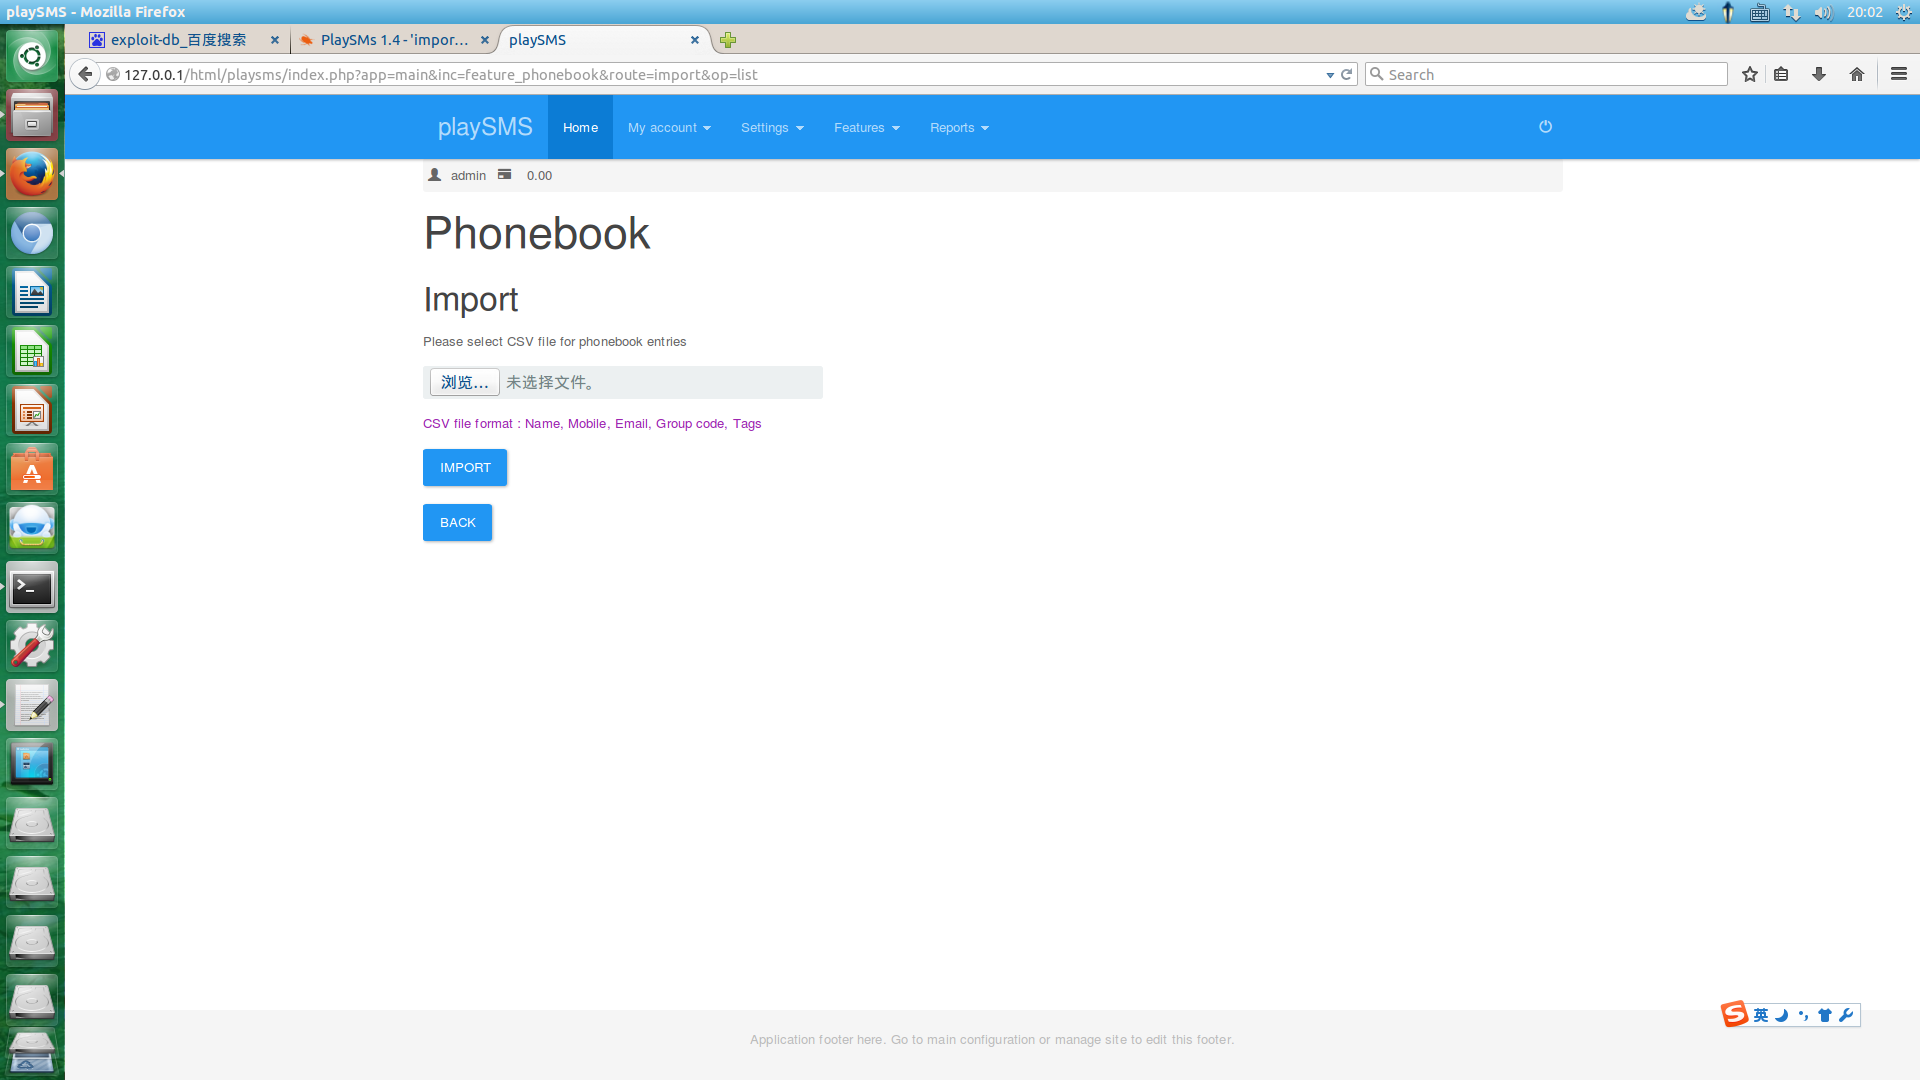 playSMS - Mozilla Firefox
20:02
exploit-db_百度搜索
PlaySMs 1.4 - 'impor...
playSMS
127.0.0.1/html/playsms/index.php?app=main&inc=feature_phonebook&route=import&op=list
Search
playSMS
Home
My account
Settings
Features
Reports
admin
0.00
Phonebook
Import
Please select CSV file for phonebook entries
浏览... 未选择文件。
CSV file format : Name, Mobile, Email, Group code, Tags
IMPORT
BACK
英
Application footer here. Go to main configuration or manage site to edit this footer.